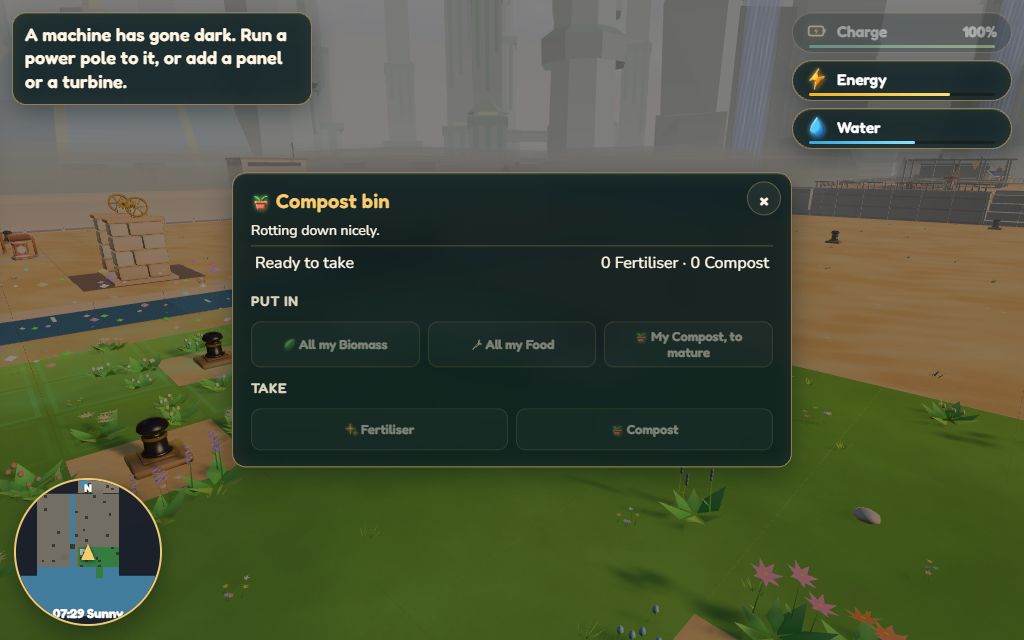 A machine has gone dark. Run a
power pole to it, or add a panel
or a turbine.
Charge 100%
Energy
Water
Compost bin
Rotting down nicely.
Ready to take 0 Fertiliser · 0 Compost
PUT IN
All my Biomass
All my Food
My Compost, to
mature
TAKE
Fertiliser
Compost
N
07:29 Sunny